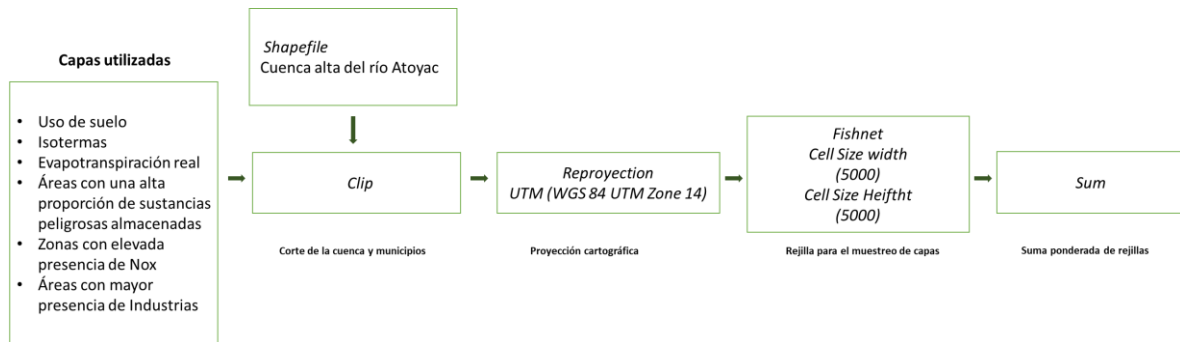 Capas utilizadas
• Uso de suelo
• Isotermas
• Evapotranspiración real
• Áreas con una alta
proporción de sustancias
peligrosas almacenadas
• Zonas con elevada
presencia de Nox
• Áreas con mayor
presencia de Industrias
Shapefile
Cuenca alta del río Atoyac
Clip
Corte de la cuenca y municipios
Reproyection
UTM (WGS 84 UTM Zone 14)
Proyección cartográfica
Fishnet
Cell Size width
(5000)
Cell Size Heiftht
(5000)
Rejilla para el muestreo de capas
Sum
Suma ponderada de rejillas